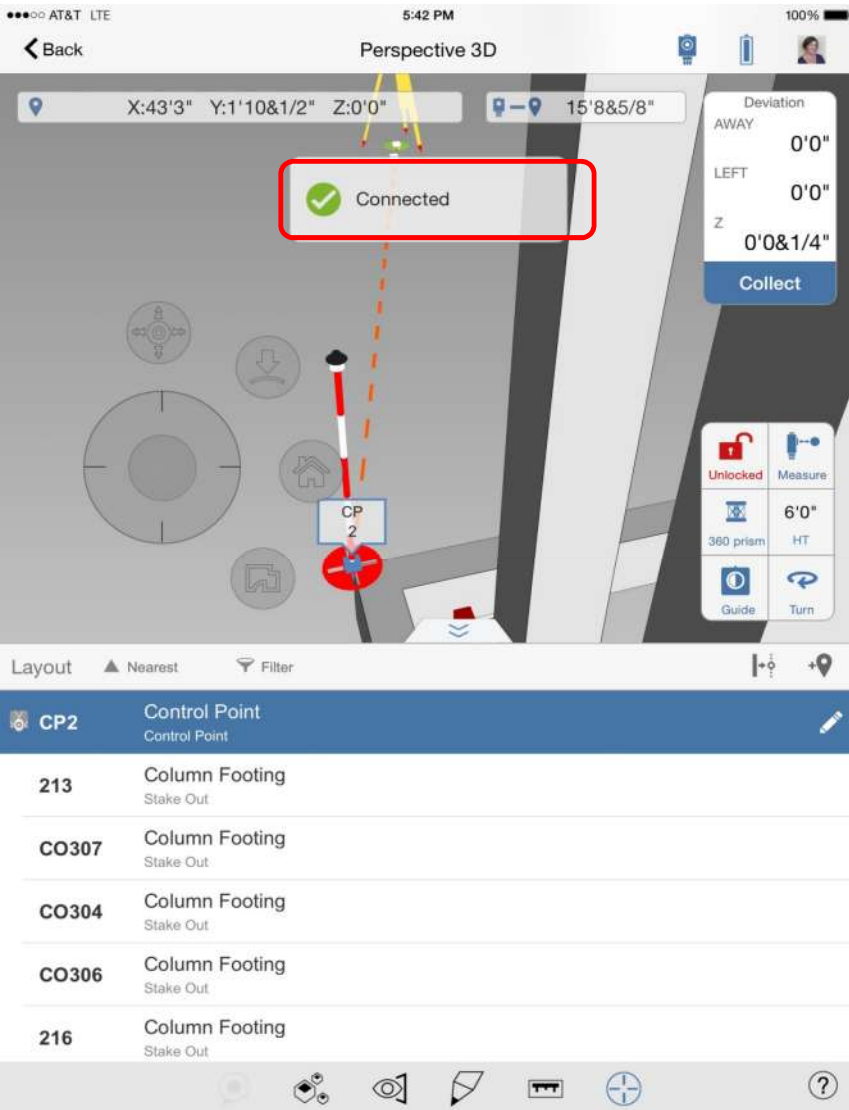 AT&T LTE 5:42 PM 100%
Back Perspective 3D
X:43'3" Y:1'10&1/2" Z:0'0" 15'8&5/8"
Deviation
AWAY
0'0"
LEFT
0'0"
Z
0'0&1/4"
Collect
Connected
CP
2
Unlocked Measure
6'0"
360 prism HT
Guide Turn
Layout Nearest Filter
CP2 Control Point
Control Point
213 Column Footing
Stake Out
CO307 Column Footing
Stake Out
CO304 Column Footing
Stake Out
CO306 Column Footing
Stake Out
216 Column Footing
Stake Out
?